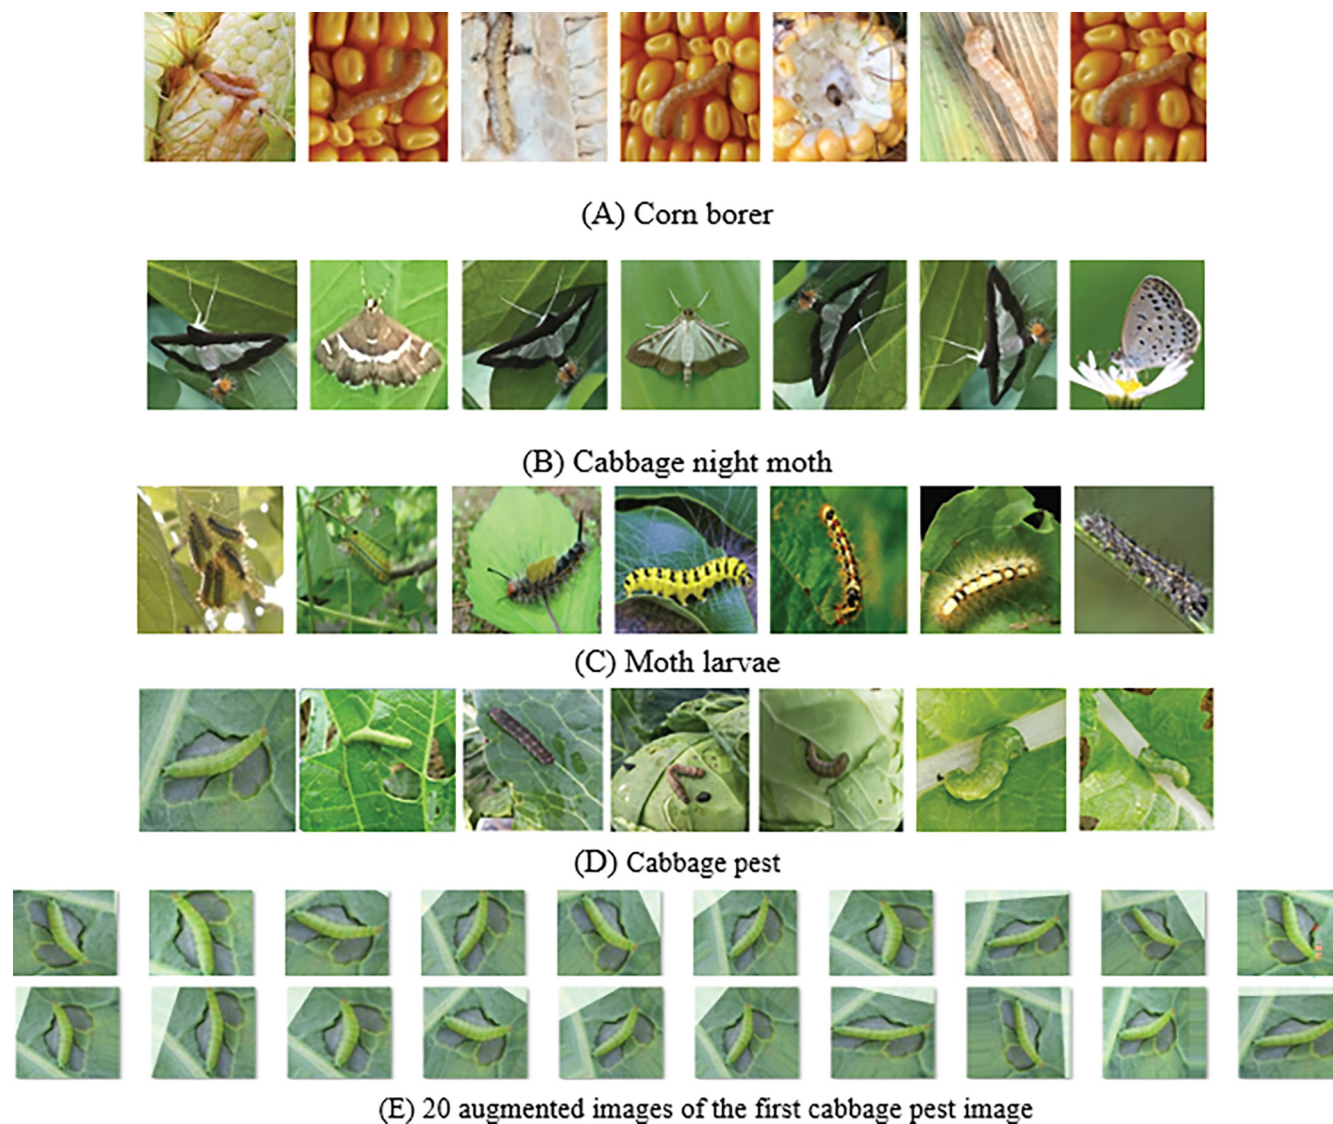 (A) Corn borer
(B) Cabbage night moth
(C) Moth larvae
(D) Cabbage pest
(E) 20 augmented images of the first cabbage pest image